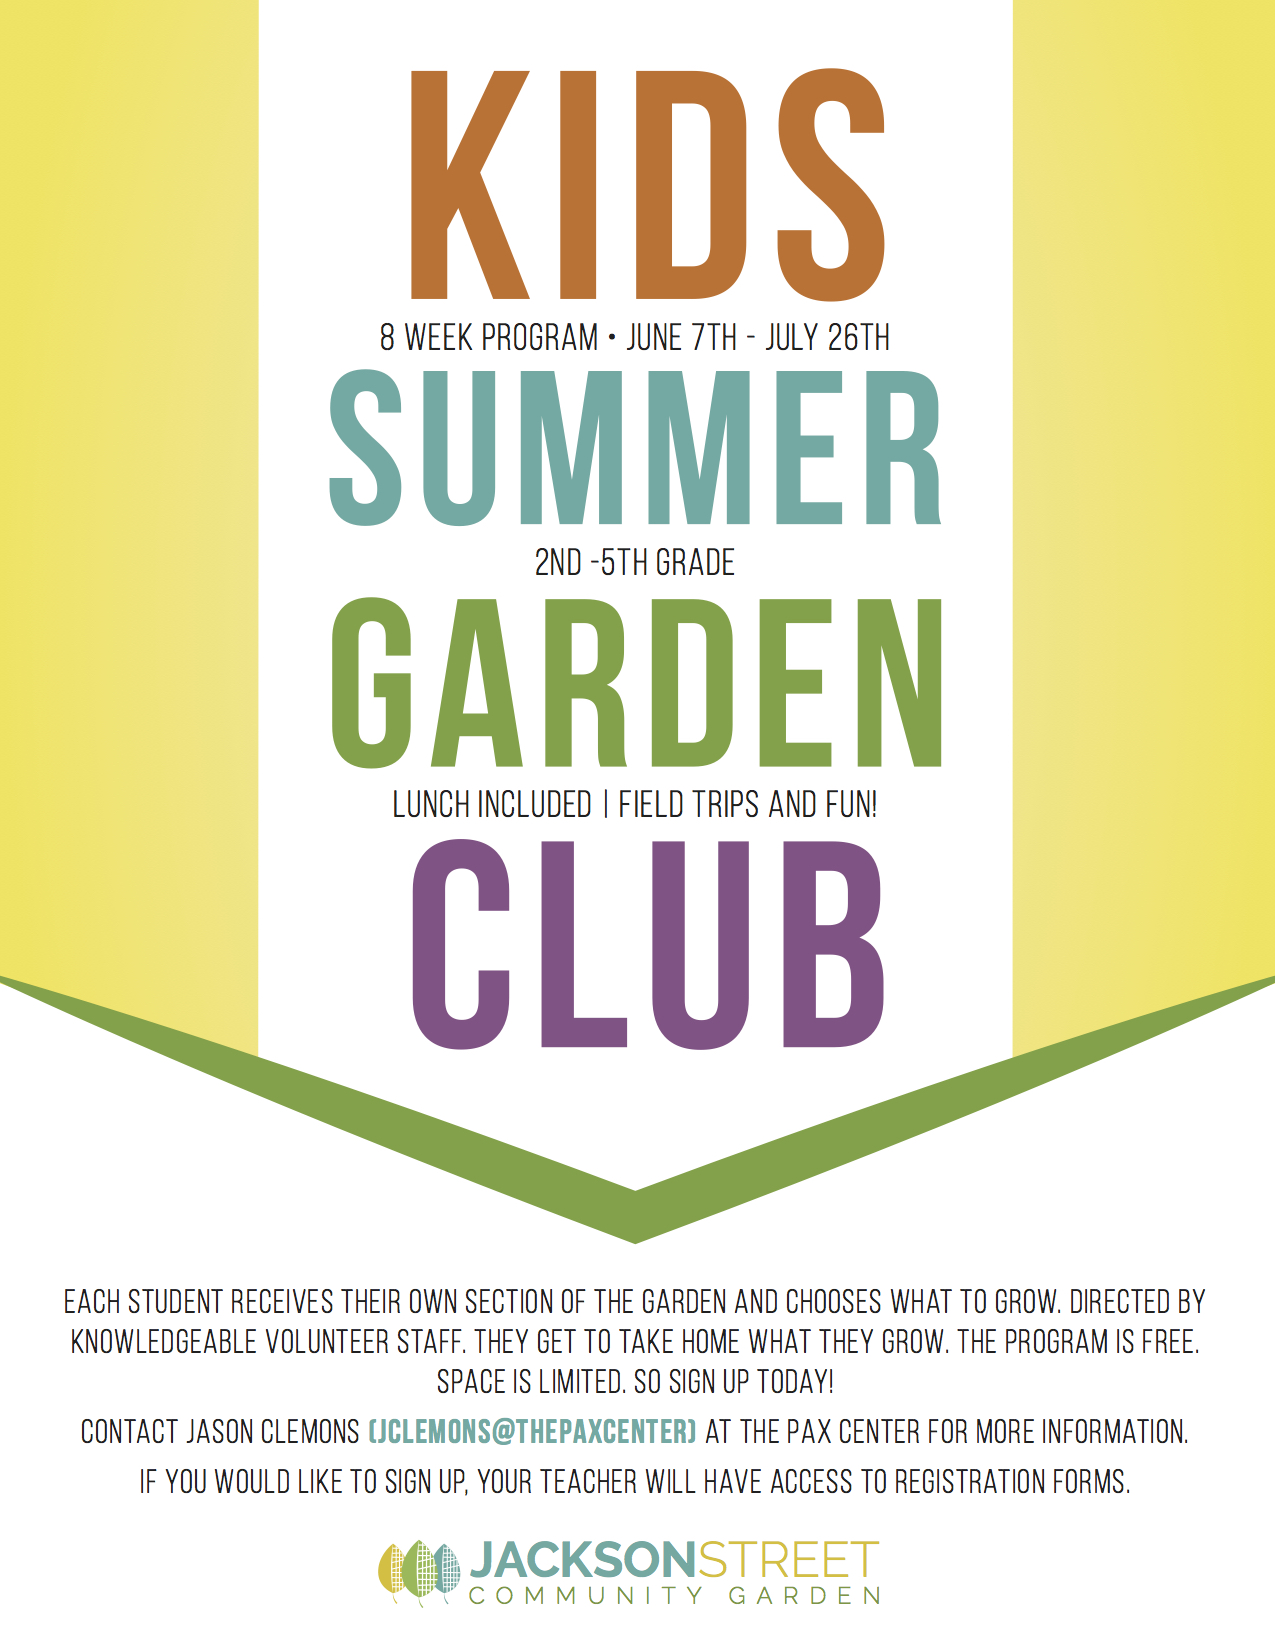 KIDS
8 WEEK PROGRAM • JUNE 7TH - JULY 26TH
SUMMER
2ND -5TH GRADE
GARDEN
LUNCH INCLUDED | FIELD TRIPS AND FUN!
CLUB
EACH STUDENT RECEIVES THEIR OWN SECTION OF THE GARDEN AND CHOOSES WHAT TO GROW. DIRECTED BY
KNOWLEDGEABLE VOLUNTEER STAFF. THEY GET TO TAKE HOME WHAT THEY GROW. THE PROGRAM IS FREE.
SPACE IS LIMITED. SO SIGN UP TODAY!
CONTACT JASON CLEMONS (JCLEMONS@THEPAXCENTER) AT THE PAX CENTER FOR MORE INFORMATION.
IF YOU WOULD LIKE TO SIGN UP, YOUR TEACHER WILL HAVE ACCESS TO REGISTRATION FORMS.
JACKSONSTREET
COMMUNITY GARDEN